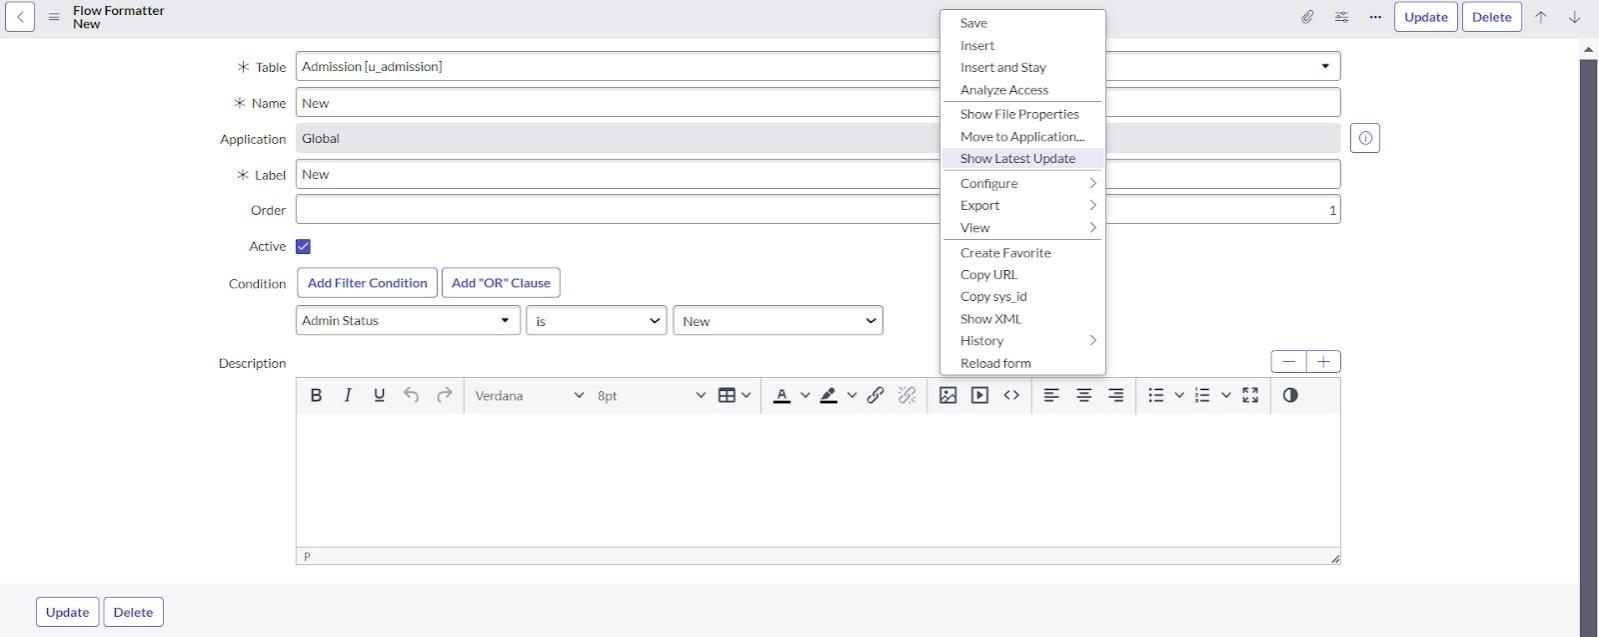 Flow Formatter
New
Update
Delete
Table
Admission [u_admission]
Name
New
Application
Global
Label
New
Order
1
Active
Condition
Add Filter Condition
Add "OR" Clause
Admin Status
is
New
Save
Insert
Insert and Stay
Analyze Access
Show File Properties
Move to Application...
Show Latest Update
Configure
Export
View
Create Favorite
Copy URL
Copy sys_id
Show XML
History
Reload form
Description
B I U Verdana 8pt A
P
Update
Delete